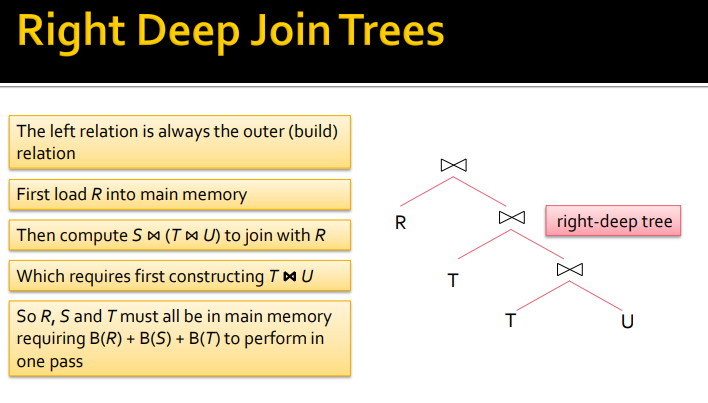 Right Deep Join Trees
The left relation is always the outer (build)
relation
First load R into main memory
Then compute S ⋈ (T ⋈ U) to join with R
Which requires first constructing T ⋈ U
So R, S and T must all be in main memory
requiring B(R) + B(S) + B(T) to perform in
one pass
⋈
R
⋈
right-deep tree
T
⋈
T
U